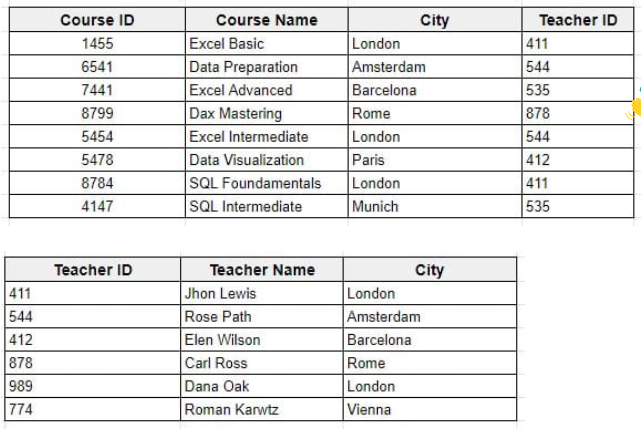 Course ID Course Name City Teacher ID
1455 Excel Basic London 411
6541 Data Preparation Amsterdam 544
7441 Excel Advanced Barcelona 535
8799 Dax Mastering Rome 878
5454 Excel Intermediate London 544
5478 Data Visualization Paris 412
8784 SQL Foundamentals London 411
4147 SQL Intermediate Munich 535
Teacher ID Teacher Name City
411 Jhon Lewis London
544 Rose Path Amsterdam
412 Elen Wilson Barcelona
878 Carl Ross Rome
989 Dana Oak London
774 Roman Karwtz Vienna